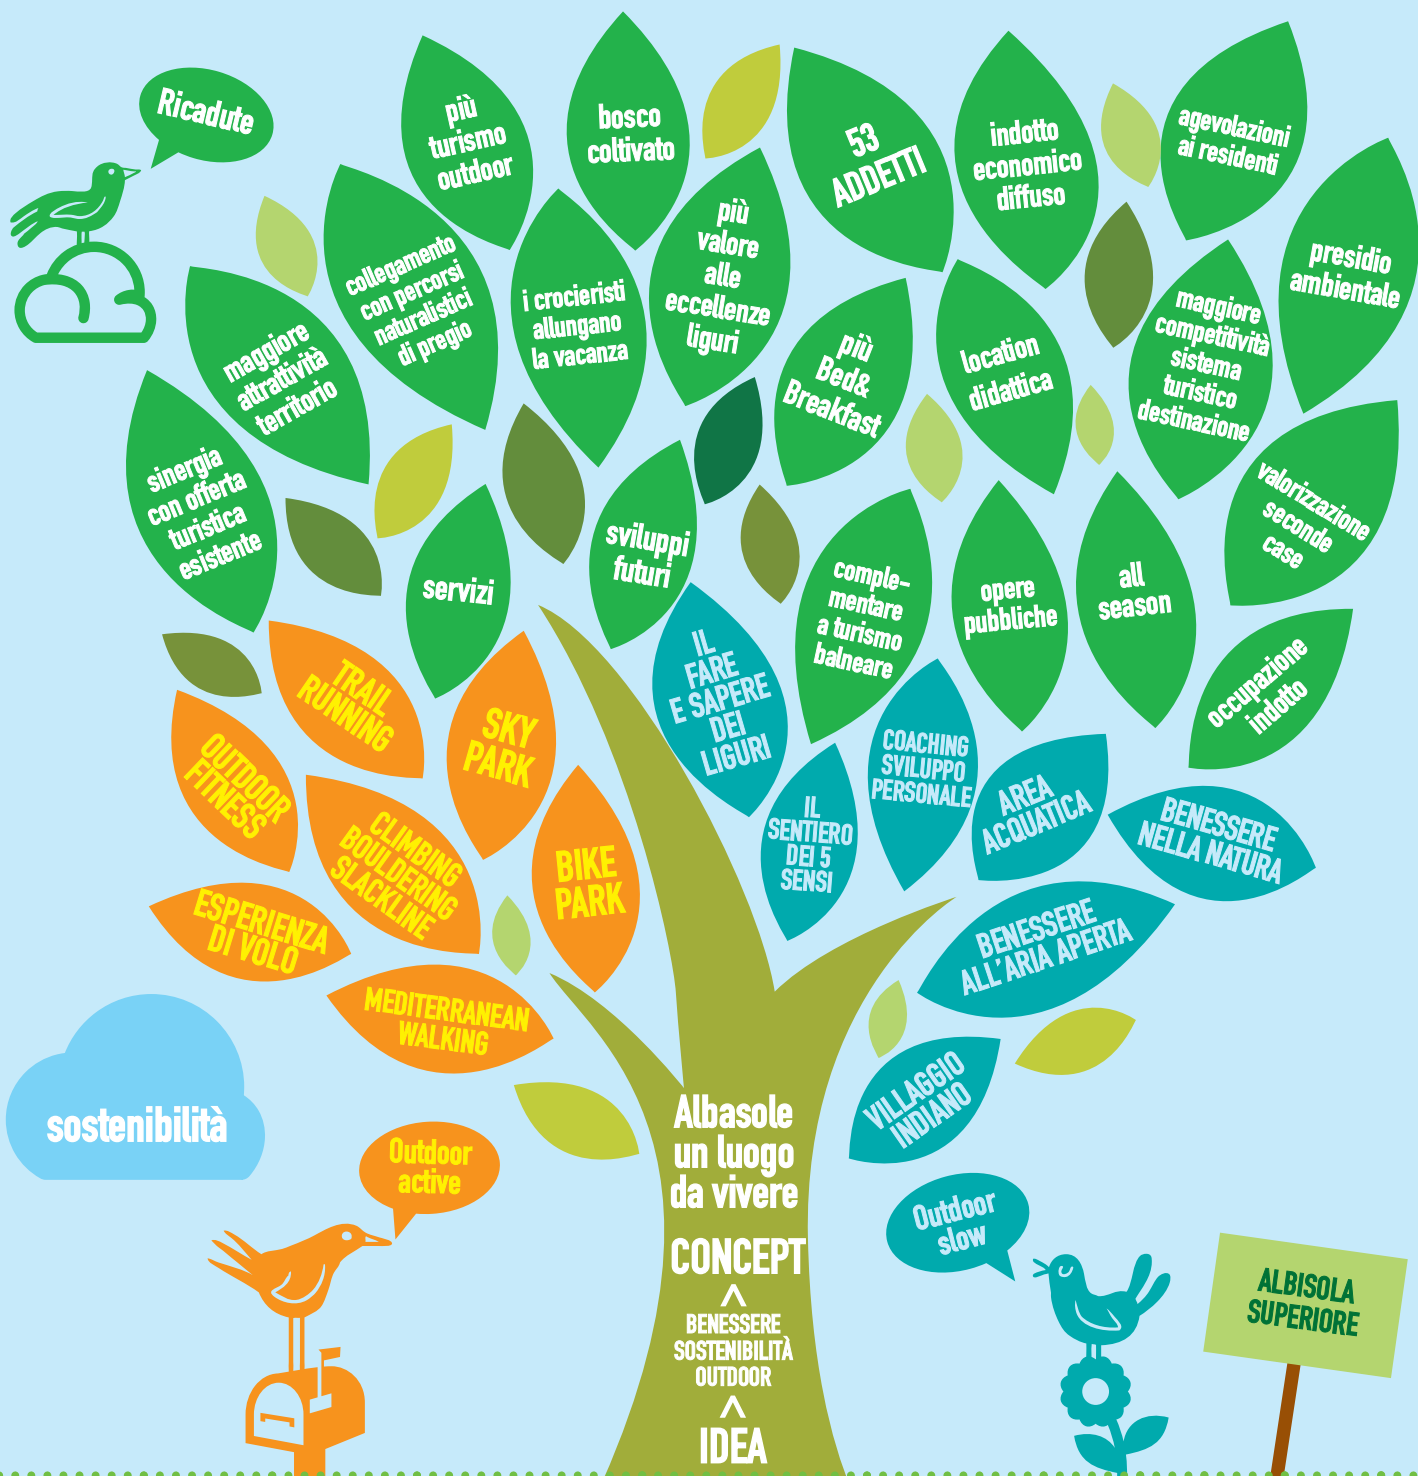 Ricadute
più
turismo
outdoor
bosco
coltivato
53
ADDETTI
indotto
economico
diffuso
agevolazioni
ai residenti
presidio
ambientale
collegamento
con percorsi
naturalistici
di pregio
i crocieristi
allungano
la vacanza
più
valore
alle
eccellenze
liguri
maggiore
attrattività
territorio
più
Bed&
Breakfast
location
didattica
maggiore
competitività
sistema
turistico
destinazione
sinergia
con offerta
turistica
esistente
servizi
sviluppi
futuri
comple-
mentare
a turismo
balneare
opere
pubbliche
all
season
valorizzazione
seconde
case
occupazione
indotto
TRAIL
RUNNING
SKY
PARK
OUTDOOR
FITNESS
CLIMBING
BOULDERING
SLACKLINE
BIKE
PARK
ESPERIENZA
DI VOLO
MEDITERRANEAN
WALKING
IL
FARE
E SAPERE
DEI
LIGURI
IL
SENTIERO
DEI 5
SENSI
COACHING
SVILUPPO
PERSONALE
AREA
ACQUATICA
BENESSERE
NELLA NATURA
BENESSERE
ALL'ARIA APERTA
VILLAGGIO
INDIANO
sostenibilità
Outdoor
active
Albasole
un luogo
da vivere
CONCEPT
^
BENESSERE
SOSTENIBILITÀ
OUTDOOR
^
IDEA
Outdoor
slow
ALBISOLA
SUPERIORE